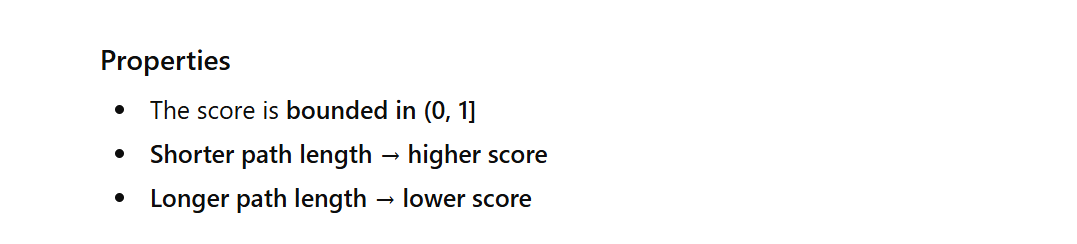 Properties
• The score is bounded in (0, 1]
• Shorter path length → higher score
• Longer path length → lower score